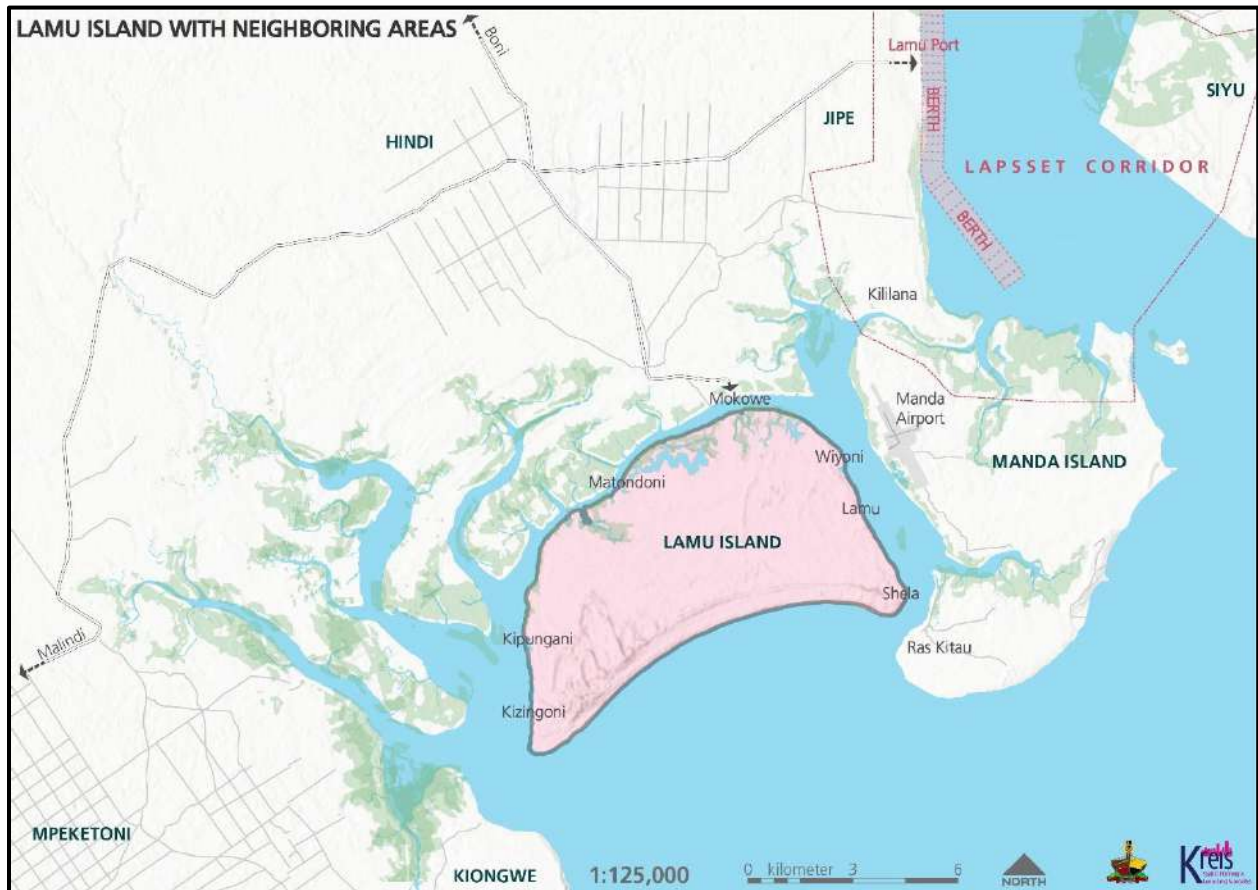 LAMU ISLAND WITH NEIGHBORING AREAS
Boni
Lamu Port
SIYU
BERTH
JIPE
HINDI
LAPSSET CORRIDOR
BERTH
Kililana
Manda
Airport
Mokowe
Wiyoni
MANDA ISLAND
Matondoni
Lamu
LAMU ISLAND
Shela
Kipungani
Ras Kitau
Malindi
Kizingoni
MPEKETONI
KIONGWE
1:125,000
0 kilometer 3 6
NORTH
Kreis